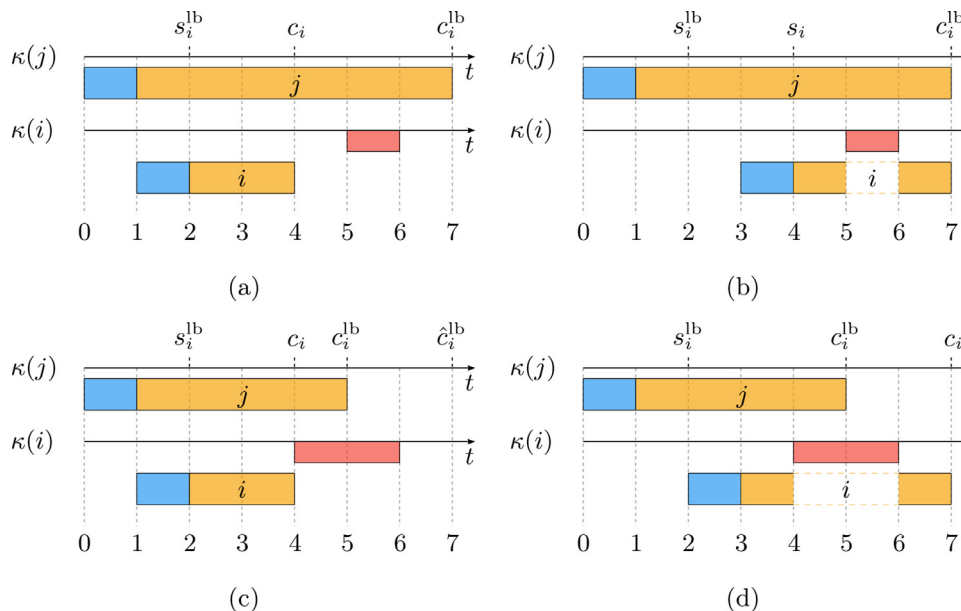 s_i^lb c_i c_i^lb
κ(j)
t
j
κ(i)
t
i
0 1 2 3 4 5 6 7
(a)
s_i^lb s_i c_i^lb
κ(j)
t
j
κ(i)
t
i
0 1 2 3 4 5 6 7
(b)
s_i^lb c_i c_i^lb ĉ_i^lb
κ(j)
t
j
κ(i)
t
i
0 1 2 3 4 5 6 7
(c)
s_i^lb c_i^lb c_i
κ(j)
t
j
κ(i)
t
i
0 1 2 3 4 5 6 7
(d)